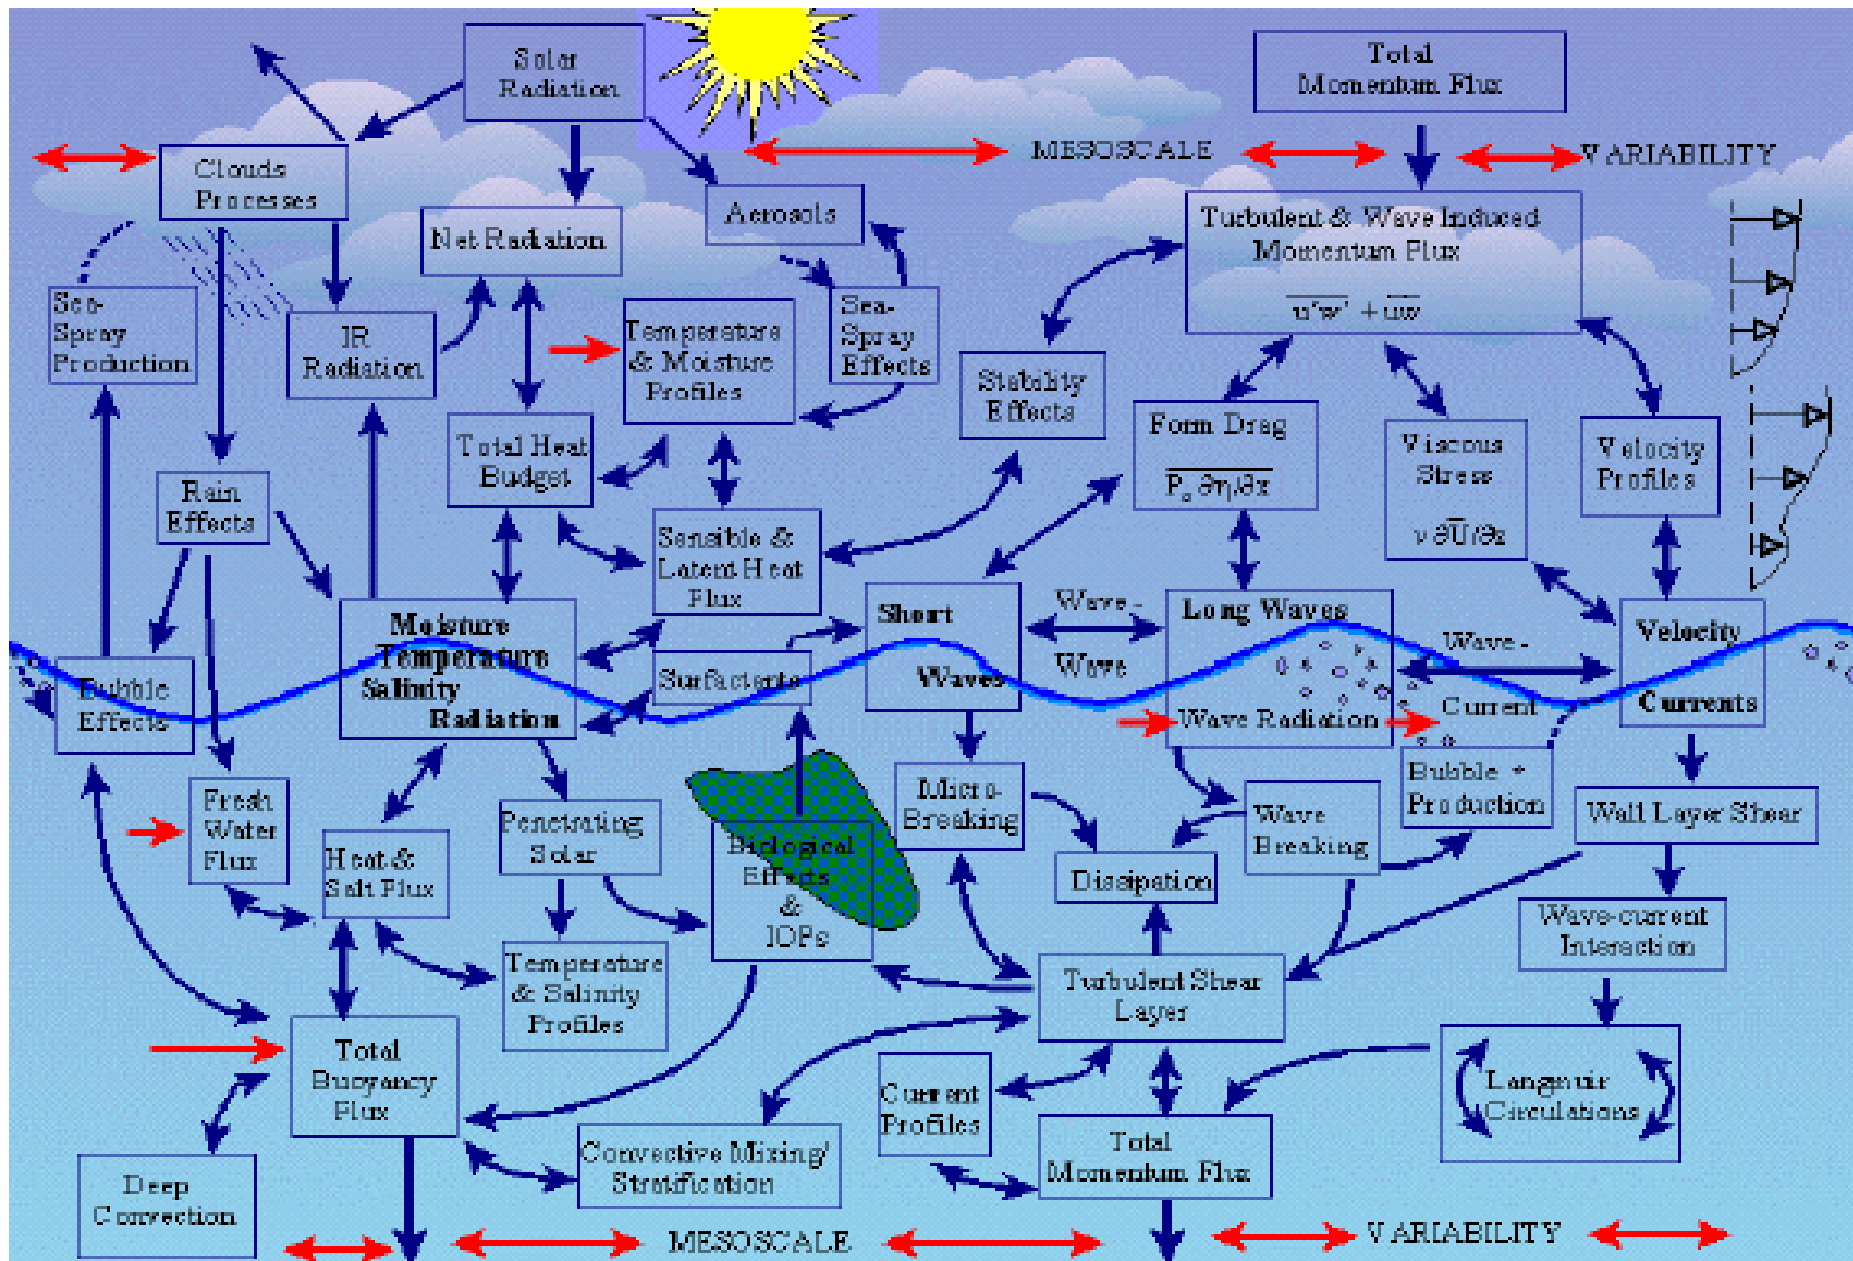 Solar
Radiation
Total
Momentum Flux
MESOSCALE
VARIABILITY
Clouds
Processes
Aerosols
Net Radiation
Turbulent & Wave Induced
Momentum Flux
u'w' + uw
Sea-
Spray
Production
IR
Radiation
Temperature
& Moisture
Profiles
Sea-
Spray
Effects
Stability
Effects
Form Drag
P₀ ∂η/∂x
Viscous
Stress
ν ∂U/∂z
Velocity
Profiles
Total Heat
Budget
Rain
Effects
Sensible &
Latent Heat
Flux
Moisture
Temperature
Salinity
Radiation
Short
Waves
Wave -
Wave
Long Waves
Wave Radiation
Wave -
Current
Velocity
Currents
Bubble
Effects
Surfactants
Fresh
Water
Flux
Heat &
Salt Flux
Penetrating
Solar
Biological
Effects
&
IOPs
Micro-
Breaking
Dissipation
Wave
Breaking
Bubble +
Production
Wall Layer Shear
Wave-current
Interaction
Temperature
& Salinity
Profiles
Turbulent Shear
Layer
Total
Buoyancy
Flux
Current
Profiles
Langmuir
Circulations
Convective Mixing/
Stratification
Total
Momentum Flux
Deep
Convection
MESOSCALE
VARIABILITY